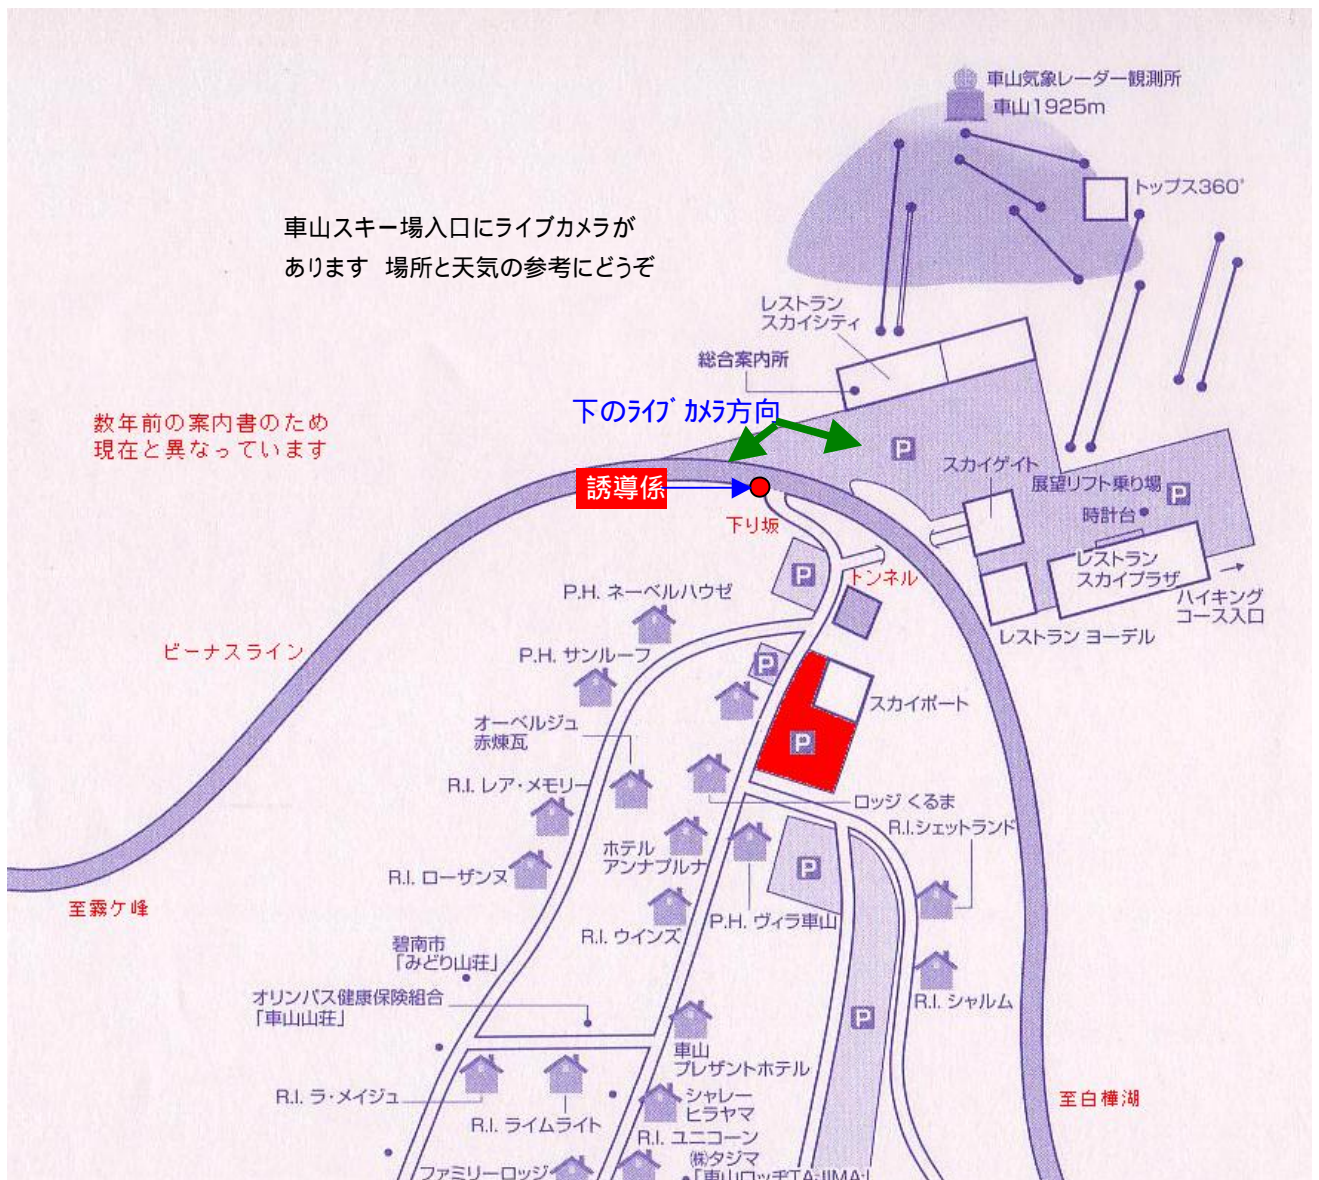 車山気象レーダー観測所
車山1925m
トップス360°
車山スキー場入口にライブカメラが
あります 場所と天気の参考にどうぞ
レストラン
スカイシティ
総合案内所
下のライブカメラ方向
数年前の案内書のため
現在と異なっています
P
スカイゲイト
展望リフト乗り場
P
誘導係
時計台
下り坂
レストラン
スカイプラザ
P
トンネル
P.H. ネーベルハウゼ
ハイキング
コース入口
レストラン ヨーデル
ビーナスライン
P.H. サンルーフ
P
スカイポート
オーベルジュ
赤煉瓦
P
R.I. レア・メモリー
ロッジ くるま
R.I.シェットランド
ホテル
アンナプルナ
P
R.I. ローザンヌ
至霧ケ峰
P.H. ヴィラ車山
R.I. ウインズ
碧南市
「みどり山荘」
オリンパス健康保険組合
「車山山荘」
R.I. シャルム
P
車山
プレザントホテル
R.I. ラ・メイジュ
シャレー
ヒラヤマ
至白樺湖
R.I. ライムライト
R.I. ユニコーン
㈱タジマ
「車山ロッヂTAJIMA」
ファミリーロッジ